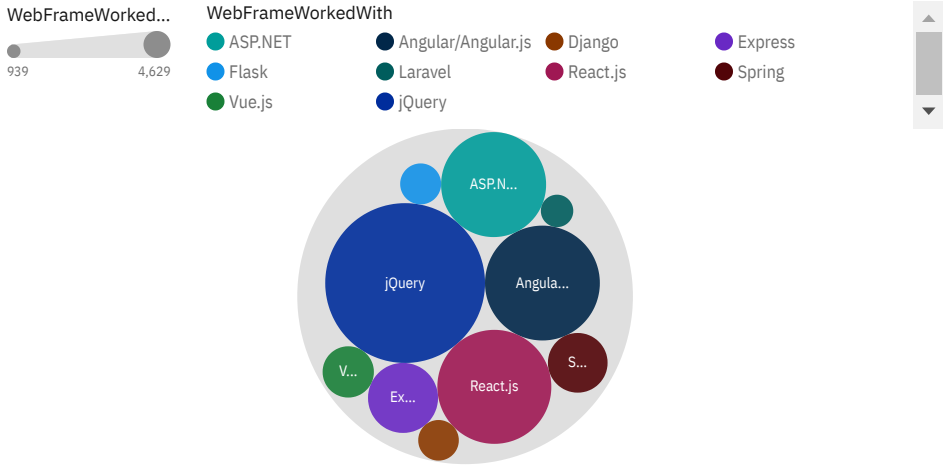 WebFrameWorked...
939 4,629
WebFrameWorkedWith
ASP.NET Angular/Angular.js Django Express
Flask Laravel React.js Spring
Vue.js jQuery
ASP.N...
jQuery Angula...
S...
V...
React.js
Ex...